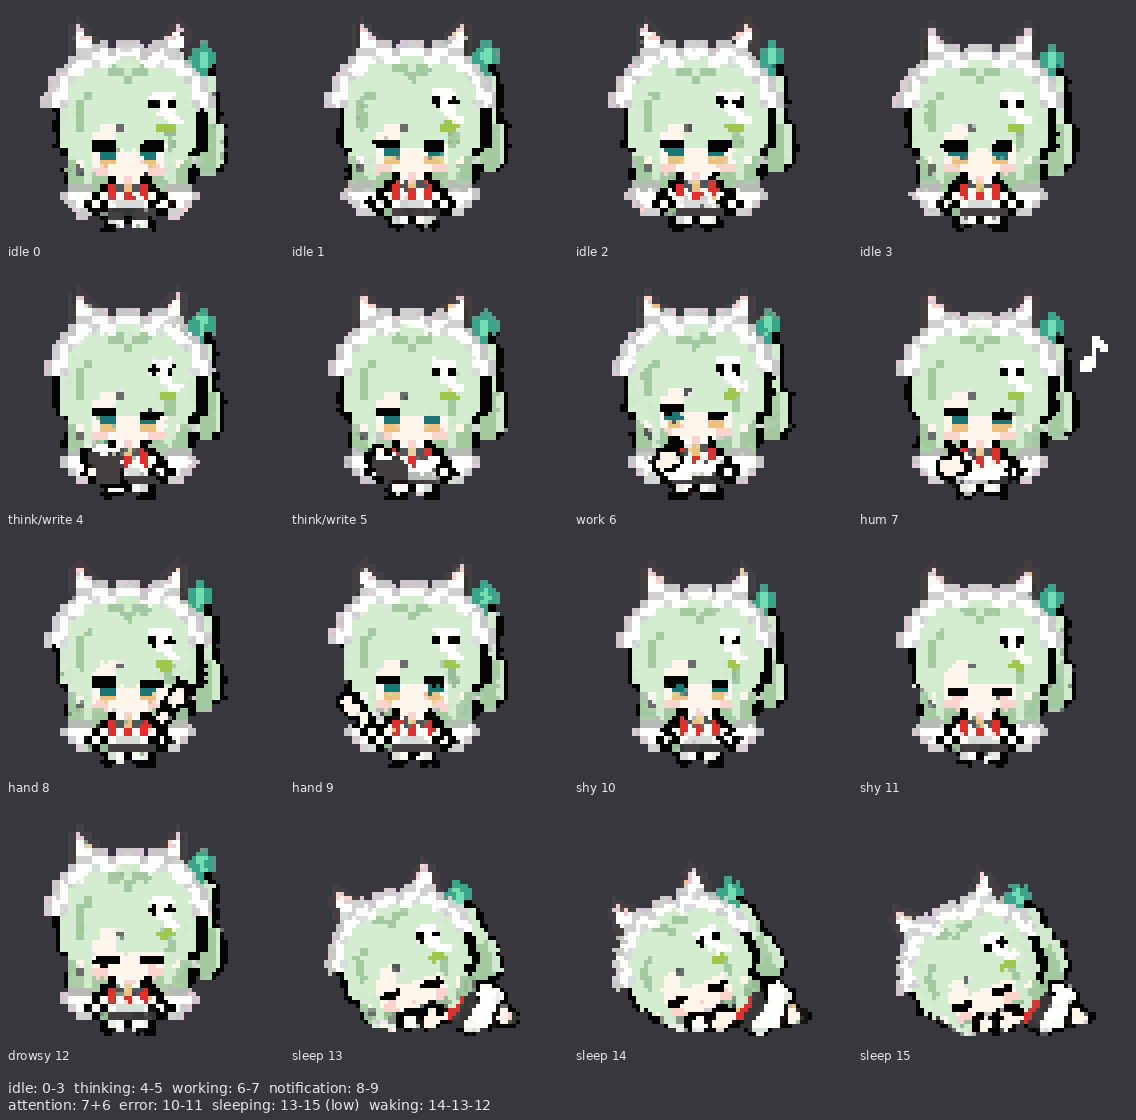 idle 0 idle 1 idle 2 idle 3
think/write 4 think/write 5 work 6 hum 7
hand 8 hand 9 shy 10 shy 11
drowsy 12 sleep 13 sleep 14 sleep 15
idle: 0-3  thinking: 4-5  working: 6-7  notification: 8-9
attention: 7+6  error: 10-11  sleeping: 13-15 (low)  waking: 14-13-12